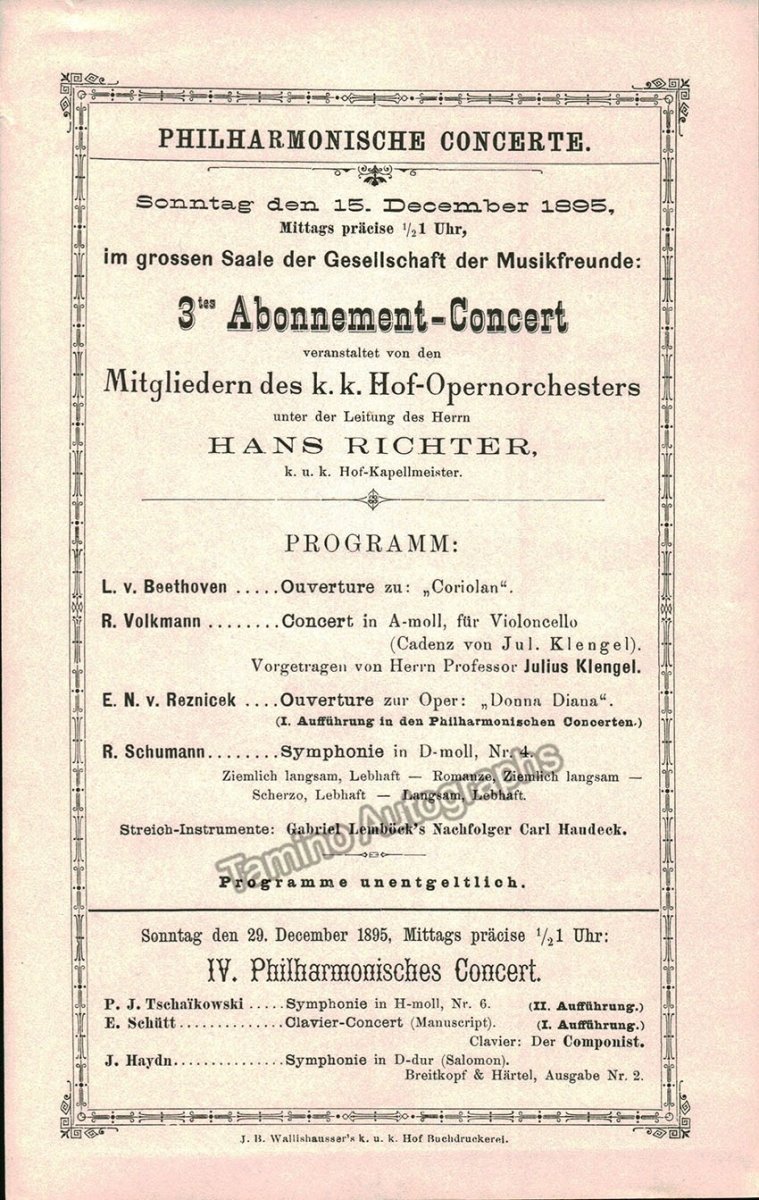 PHILHARMONISCHE CONCERTE.
Sonntag den 15. December 1895,
Mittags präcise 1/2 1 Uhr,
im grossen Saale der Gesellschaft der Musikfreunde:
3tes Abonnement-Concert
veranstaltet von den
Mitgliedern des k. k. Hof-Opernorchesters
unter der Leitung des Herrn
HANS RICHTER,
k. u. k. Hof-Kapellmeister.
PROGRAMM:
L. v. Beethoven ..... Ouverture zu: „Coriolan“.
R. Volkmann ........ Concert in A-moll, für Violoncello
(Cadenz von Jul. Klengel).
Vorgetragen von Herrn Professor Julius Klengel.
E. N. v. Reznicek .... Ouverture zur Oper: „Donna Diana“.
(I. Aufführung in den Philharmonischen Concerten.)
R. Schumann ........ Symphonie in D-moll, Nr. 4.
Ziemlich langsam, Lebhaft — Romanze, Ziemlich langsam —
Scherzo, Lebhaft — Langsam, Lebhaft.
Streich-Instrumente: Gabriel Lemböck's Nachfolger Carl Haudeck.
Tamino Autographs
Programme unentgeltlich.
Sonntag den 29. December 1895, Mittags präcise 1/2 1 Uhr:
IV. Philharmonisches Concert.
P. J. Tschaïkowski ..... Symphonie in H-moll, Nr. 6. (II. Aufführung.)
E. Schütt .............. Clavier-Concert (Manuscript). (I. Aufführung.)
Clavier: Der Componist.
J. Haydn ............... Symphonie in D-dur (Salomon).
Breitkopf & Härtel, Ausgabe Nr. 2.
J. B. Wallishausser's k. u. k. Hof Buchdruckerei.